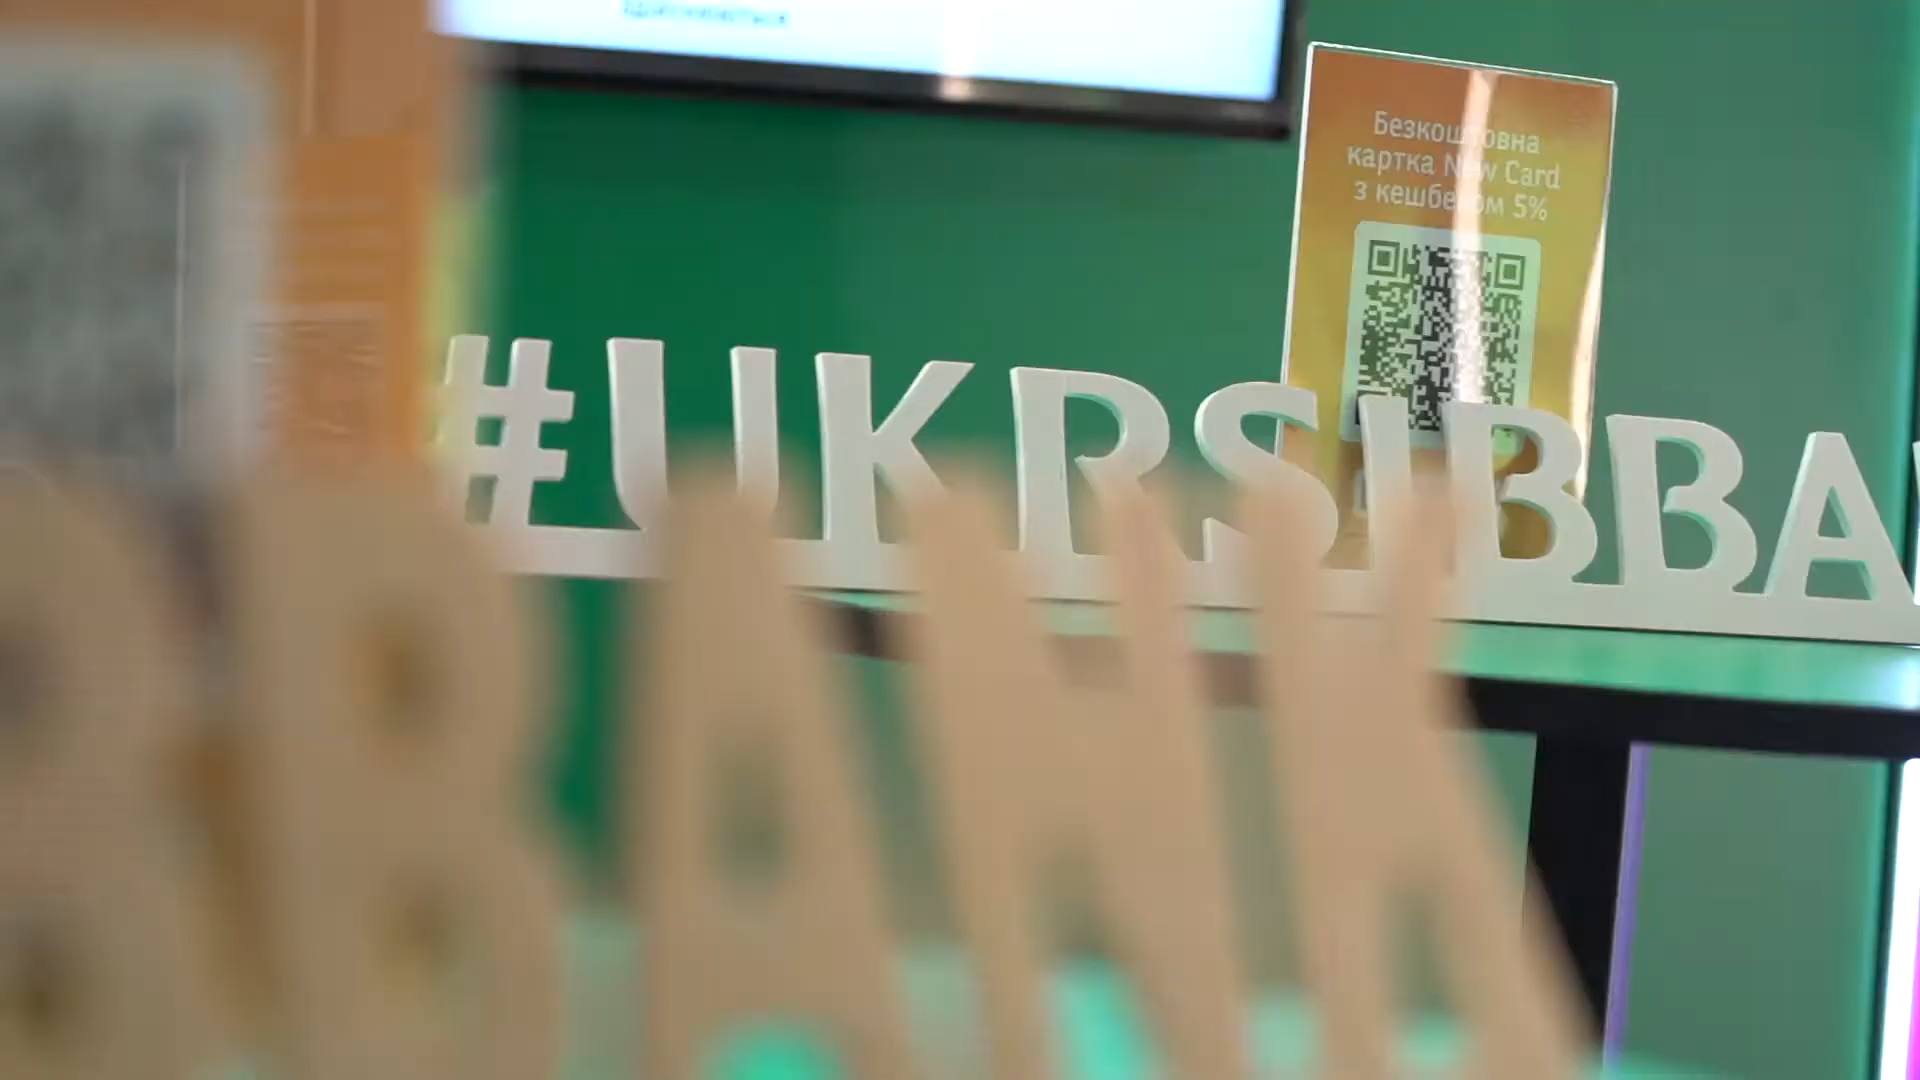 Безкоштовна
картка New Card
з кешбеком 5%
#UKRSIBBA